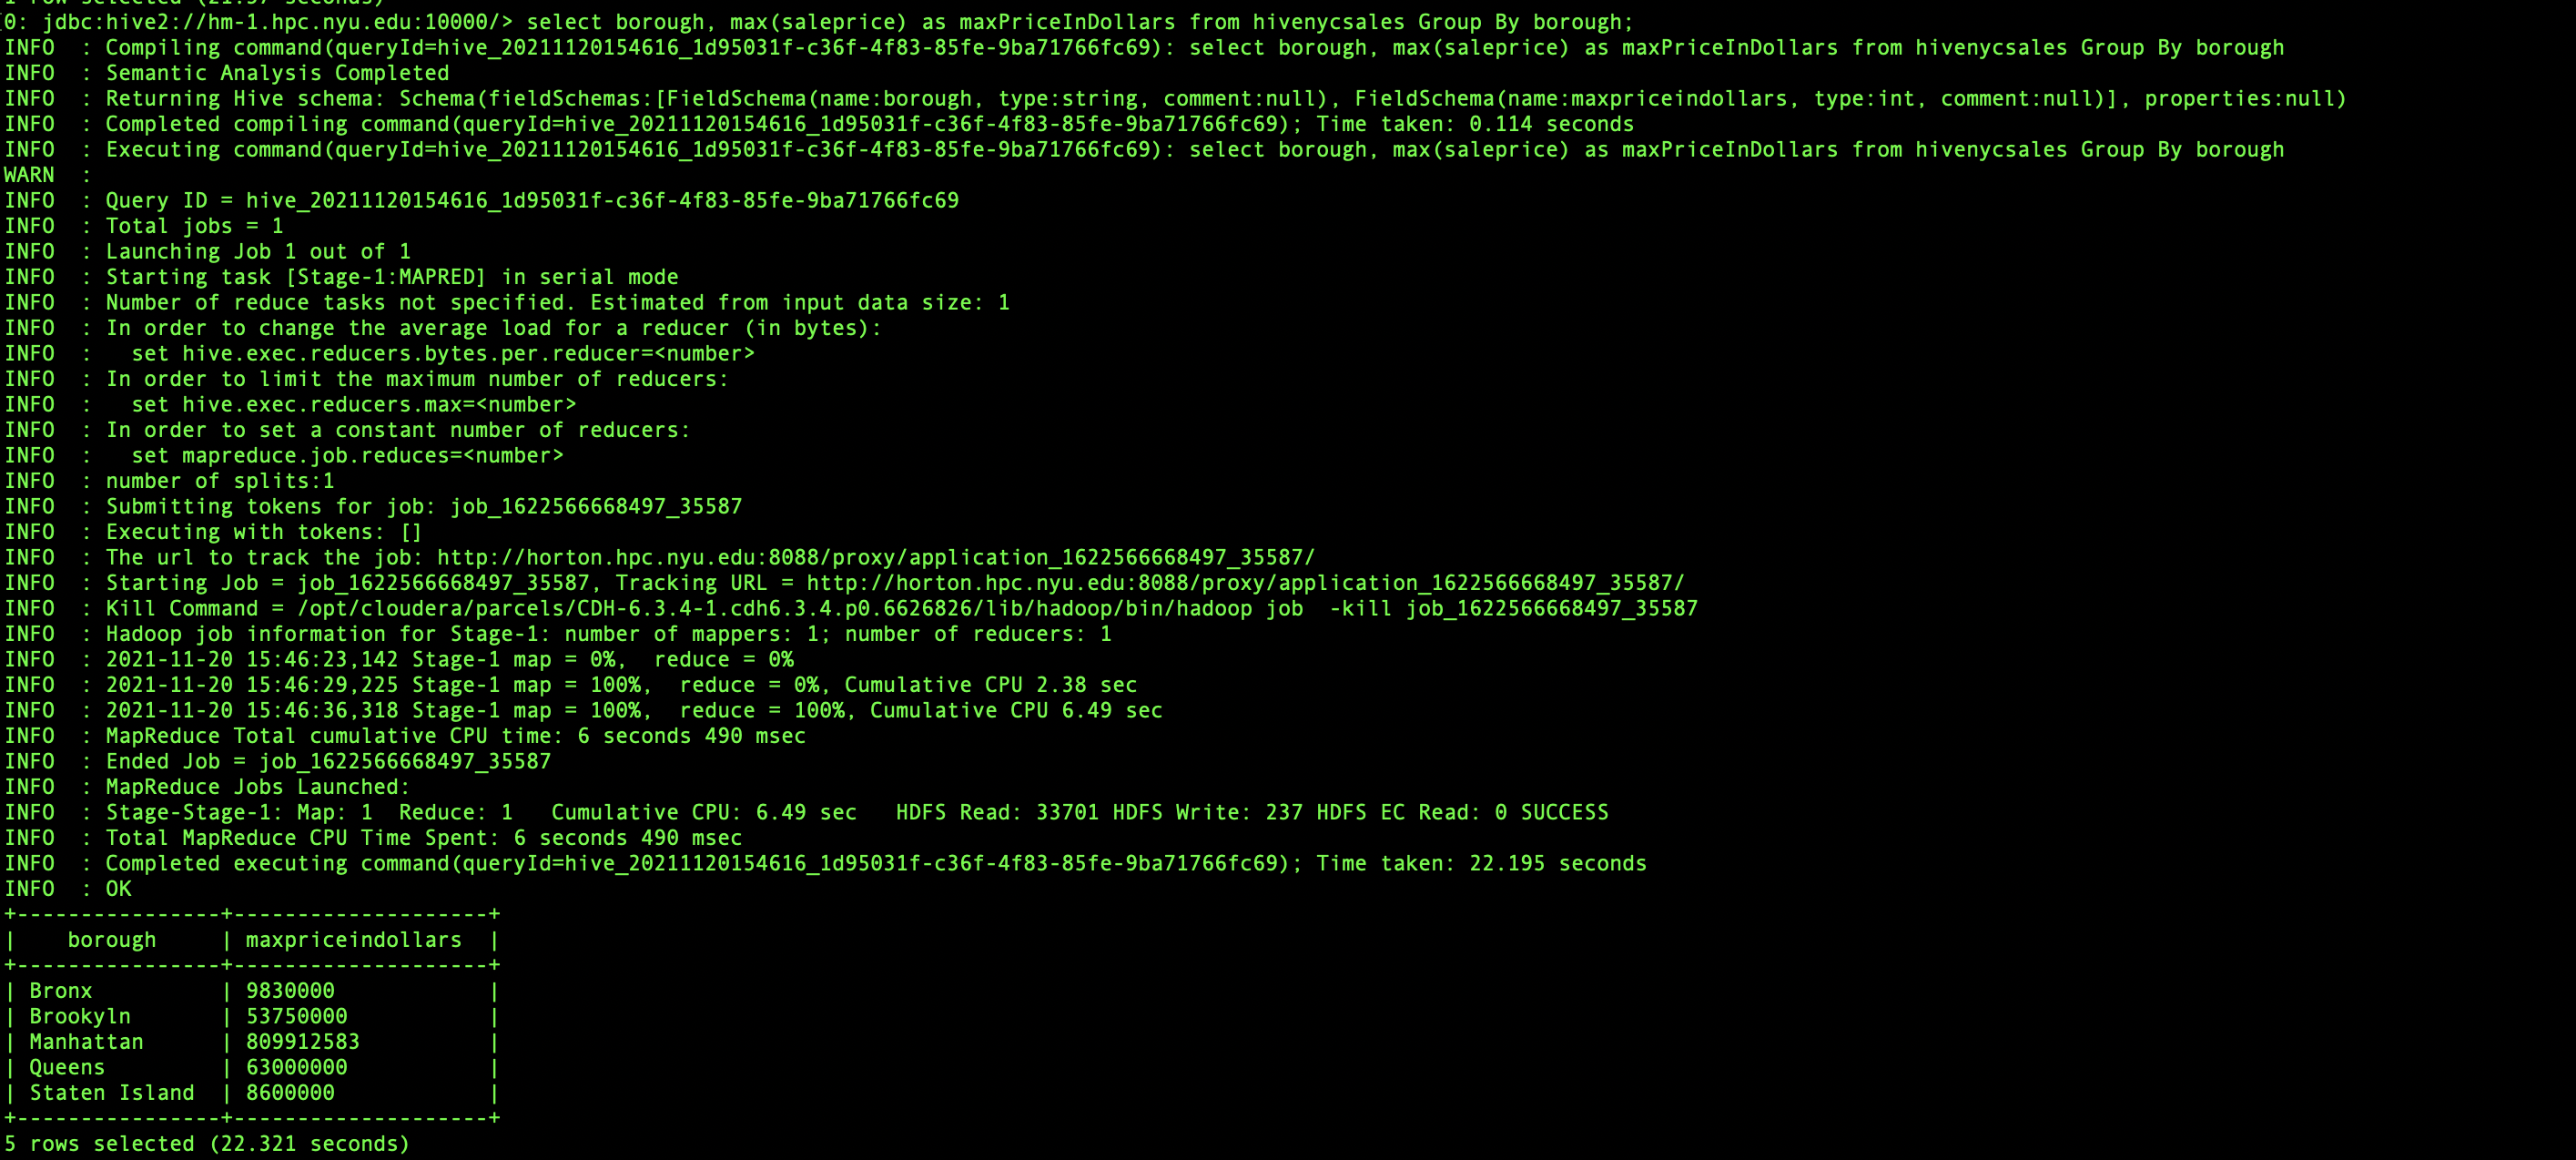 1 row selected (21.57 seconds)
0: jdbc:hive2://hm-1.hpc.nyu.edu:10000/> select borough, max(saleprice) as maxPriceInDollars from hivenycsales Group By borough;
INFO  : Compiling command(queryId=hive_20211120154616_1d95031f-c36f-4f83-85fe-9ba71766fc69): select borough, max(saleprice) as maxPriceInDollars from hivenycsales Group By borough
INFO  : Semantic Analysis Completed
INFO  : Returning Hive schema: Schema(fieldSchemas:[FieldSchema(name:borough, type:string, comment:null), FieldSchema(name:maxpriceindollars, type:int, comment:null)], properties:null)
INFO  : Completed compiling command(queryId=hive_20211120154616_1d95031f-c36f-4f83-85fe-9ba71766fc69); Time taken: 0.114 seconds
INFO  : Executing command(queryId=hive_20211120154616_1d95031f-c36f-4f83-85fe-9ba71766fc69): select borough, max(saleprice) as maxPriceInDollars from hivenycsales Group By borough
WARN  :
INFO  : Query ID = hive_20211120154616_1d95031f-c36f-4f83-85fe-9ba71766fc69
INFO  : Total jobs = 1
INFO  : Launching Job 1 out of 1
INFO  : Starting task [Stage-1:MAPRED] in serial mode
INFO  : Number of reduce tasks not specified. Estimated from input data size: 1
INFO  : In order to change the average load for a reducer (in bytes):
INFO  :   set hive.exec.reducers.bytes.per.reducer=<number>
INFO  : In order to limit the maximum number of reducers:
INFO  :   set hive.exec.reducers.max=<number>
INFO  : In order to set a constant number of reducers:
INFO  :   set mapreduce.job.reduces=<number>
INFO  : number of splits:1
INFO  : Submitting tokens for job: job_1622566668497_35587
INFO  : Executing with tokens: []
INFO  : The url to track the job: http://horton.hpc.nyu.edu:8088/proxy/application_1622566668497_35587/
INFO  : Starting Job = job_1622566668497_35587, Tracking URL = http://horton.hpc.nyu.edu:8088/proxy/application_1622566668497_35587/
INFO  : Kill Command = /opt/cloudera/parcels/CDH-6.3.4-1.cdh6.3.4.p0.6626826/lib/hadoop/bin/hadoop job  -kill job_1622566668497_35587
INFO  : Hadoop job information for Stage-1: number of mappers: 1; number of reducers: 1
INFO  : 2021-11-20 15:46:23,142 Stage-1 map = 0%,  reduce = 0%
INFO  : 2021-11-20 15:46:29,225 Stage-1 map = 100%,  reduce = 0%, Cumulative CPU 2.38 sec
INFO  : 2021-11-20 15:46:36,318 Stage-1 map = 100%,  reduce = 100%, Cumulative CPU 6.49 sec
INFO  : MapReduce Total cumulative CPU time: 6 seconds 490 msec
INFO  : Ended Job = job_1622566668497_35587
INFO  : MapReduce Jobs Launched:
INFO  : Stage-Stage-1: Map: 1  Reduce: 1   Cumulative CPU: 6.49 sec   HDFS Read: 33701 HDFS Write: 237 HDFS EC Read: 0 SUCCESS
INFO  : Total MapReduce CPU Time Spent: 6 seconds 490 msec
INFO  : Completed executing command(queryId=hive_20211120154616_1d95031f-c36f-4f83-85fe-9ba71766fc69); Time taken: 22.195 seconds
INFO  : OK
+----------------+--------------------+
|    borough     | maxpriceindollars  |
+----------------+--------------------+
| Bronx          | 9830000            |
| Brookyln       | 53750000           |
| Manhattan      | 809912583          |
| Queens         | 63000000           |
| Staten Island  | 8600000            |
+----------------+--------------------+
5 rows selected (22.321 seconds)